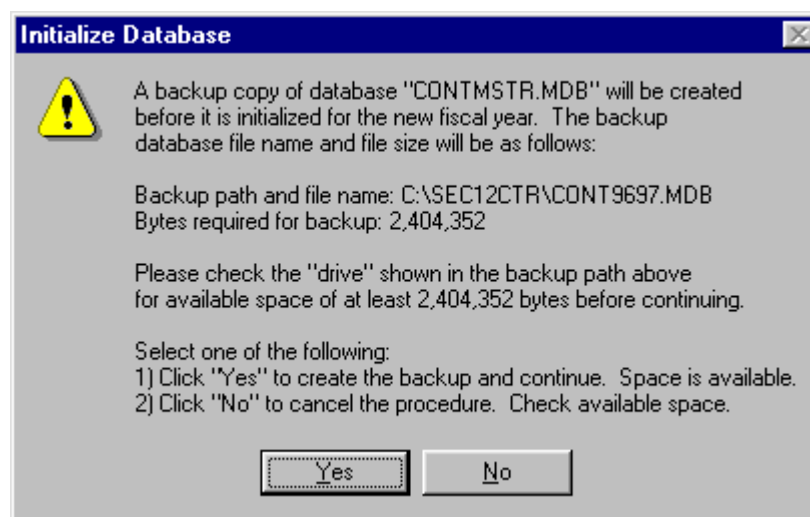 Initialize Database
A backup copy of database "CONTMSTR.MDB" will be created
before it is initialized for the new fiscal year.  The backup
database file name and file size will be as follows:
Backup path and file name: C:\SEC12CTR\CONT9697.MDB
Bytes required for backup: 2,404,352
Please check the "drive" shown in the backup path above
for available space of at least 2,404,352 bytes before continuing.
Select one of the following:
1) Click "Yes" to create the backup and continue.  Space is available.
2) Click "No" to cancel the procedure.  Check available space.
Yes No